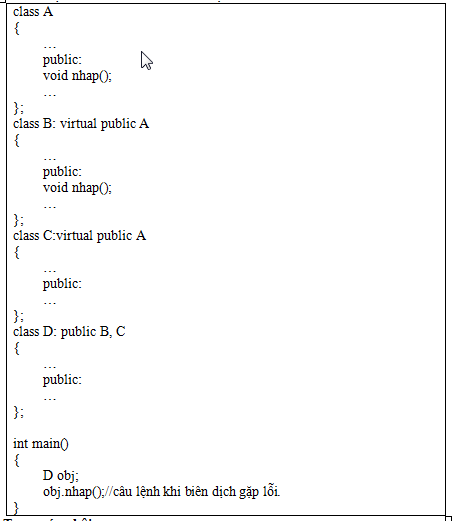 class A
{
…
public:
void nhap();
…
};
class B: virtual public A
{
…
public:
void nhap();
…
};
class C:virtual public A
{
…
public:
…
};
class D: public B, C
{
…
public:
…
};
int main()
{
D obj;
obj.nhap();//câu lệnh khi biên dịch gặp lỗi.
}